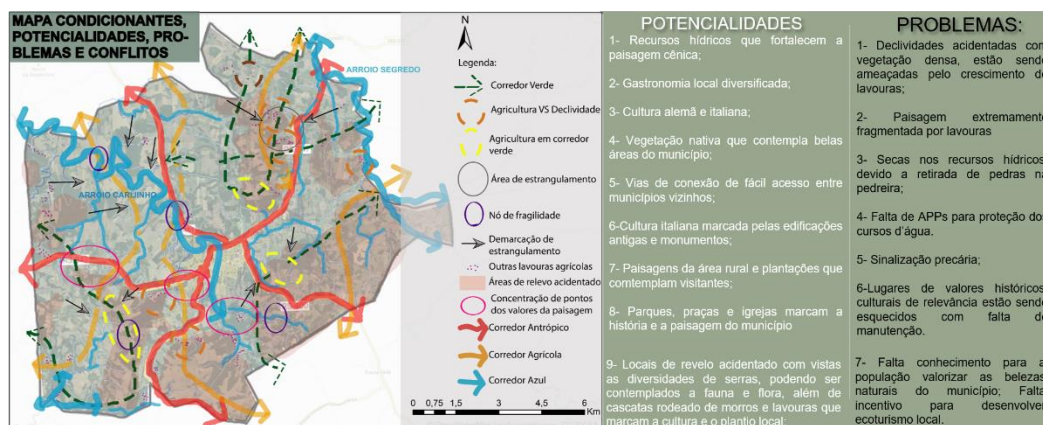 MAPA CONDICIONANTES,
POTENCIALIDADES, PRO-
BLEMAS E CONFLITOS
ARROIO SEGREDO
ARROIO CARIJINHO
N
Legenda:
Corredor Verde
Agricultura VS Declividade
Agricultura em corredor
verde
Área de estrangulamento
Nó de fragilidade
Demarcação de
estrangulamento
Outras lavouras agrícolas
Áreas de relevo acidentado
Concentração de pontos
dos valores da paisagem
Corredor Antrópico
Corredor Agrícola
Corredor Azul
0 0,75 1,5 3 4,5 6
Km
POTENCIALIDADES
1- Recursos hídricos que fortalecem a
paisagem cênica;
2- Gastronomia local diversificada;
3- Cultura alemã e italiana;
4- Vegetação nativa que contempla belas
áreas do município;
5- Vias de conexão de fácil acesso entre
municípios vizinhos;
6-Cultura italiana marcada pelas edificações
antigas e monumentos;
7- Paisagens da área rural e plantações que
comtemplam visitantes;
8- Parques, praças e igrejas marcam a
história e a paisagem do município
9- Locais de revelo acidentado com vistas
as diversidades de serras, podendo ser
contemplados a fauna e flora, além de
cascatas rodeado de morros e lavouras que
marcam a cultura e o plantio local;
PROBLEMAS:
1- Declividades acidentadas com
vegetação densa, estão sendo
ameaçadas pelo crescimento de
lavouras;
2- Paisagem extremamente
fragmentada por lavouras
3- Secas nos recursos hídricos
devido a retirada de pedras na
pedreira;
4- Falta de APPs para proteção dos
cursos d'água.
5- Sinalização precária;
6-Lugares de valores históricos
culturais de relevância estão sendo
esquecidos com falta de
manutenção.
7- Falta conhecimento para a
população valorizar as belezas
naturais do município; Falta
incentivo para desenvolver
ecoturismo local.